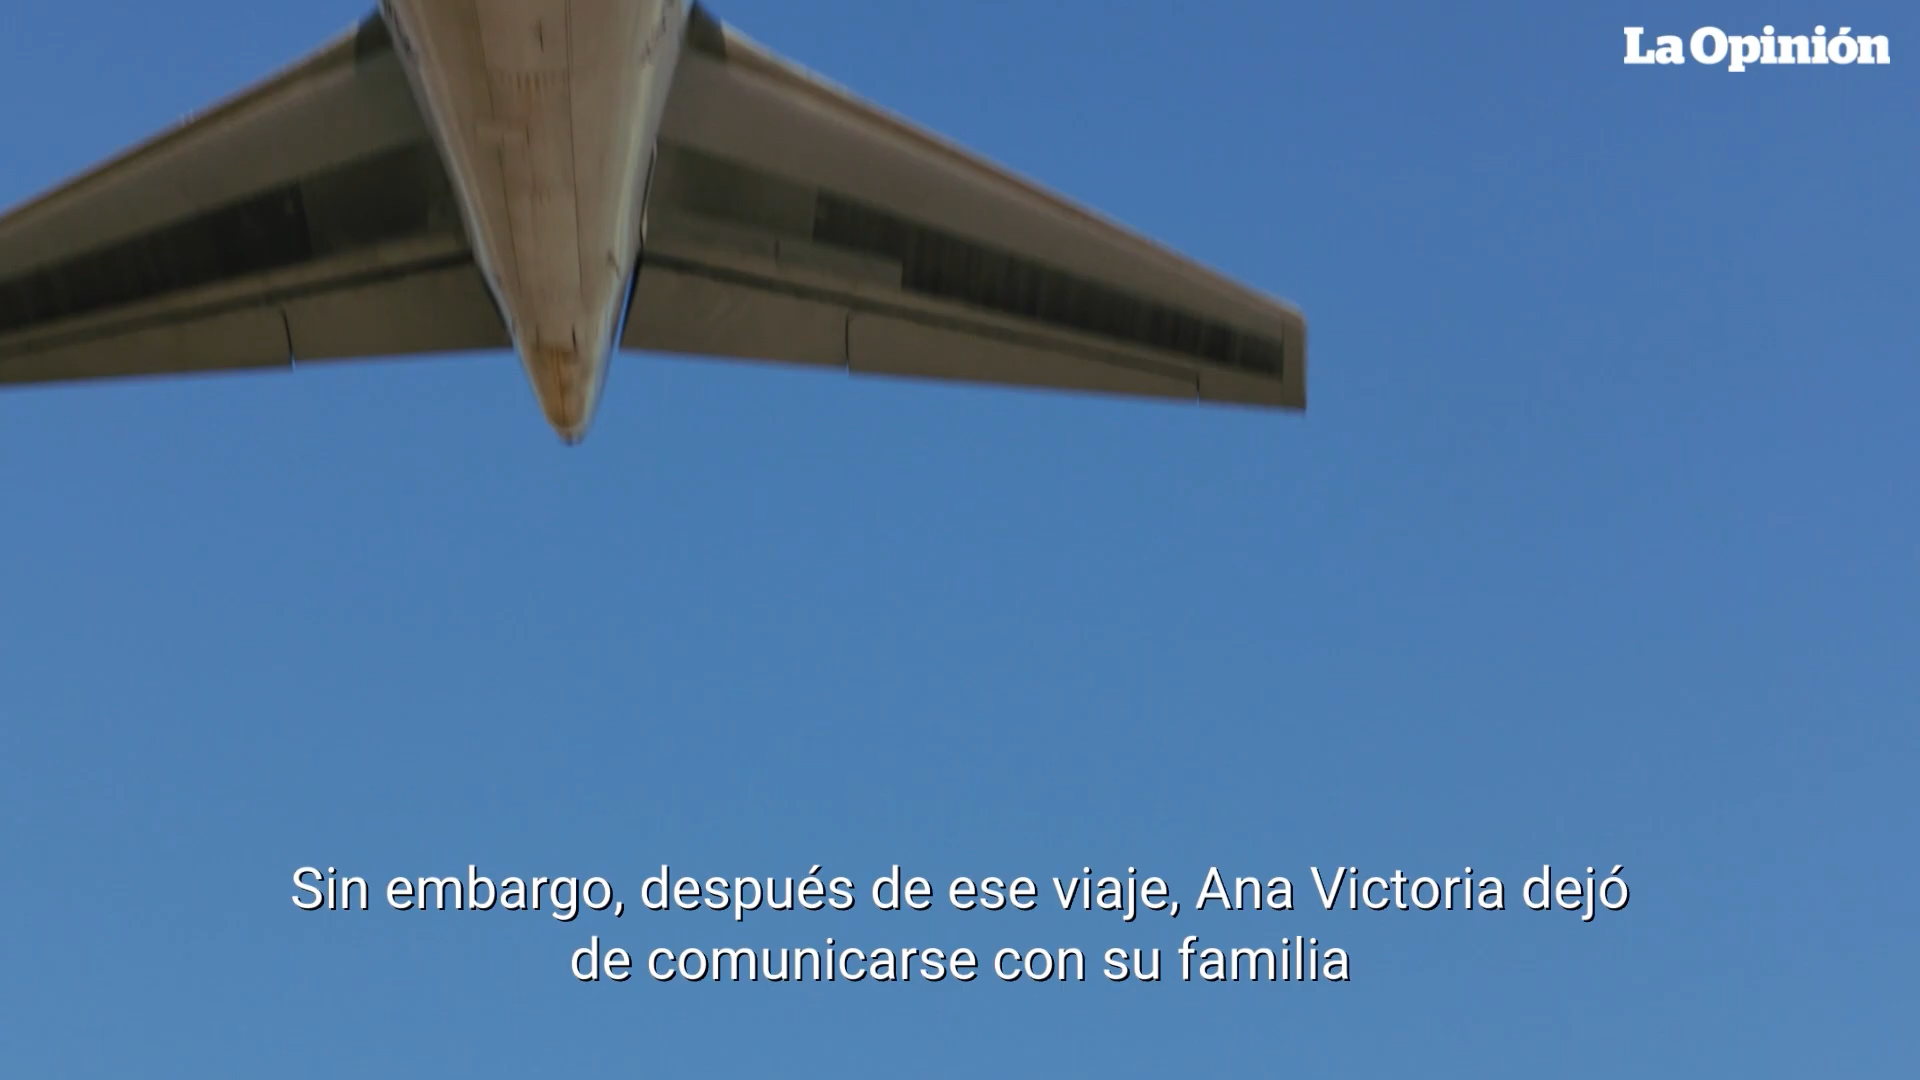 La Opinión
Sin embargo, después de ese viaje, Ana Victoria dejó
de comunicarse con su familia